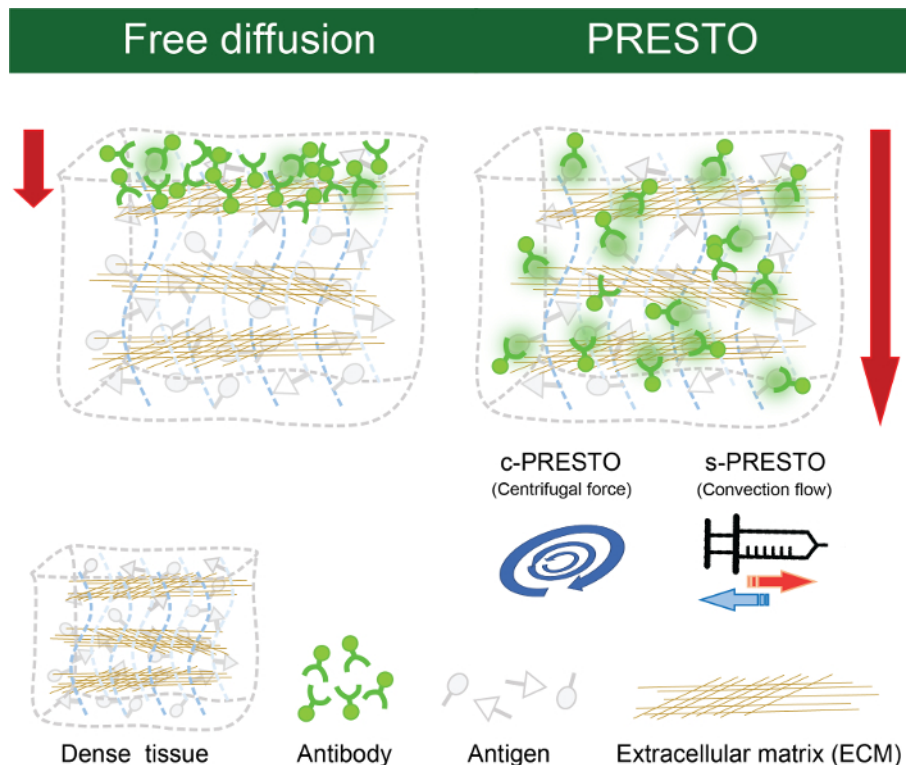 Free diffusion
PRESTO
c-PRESTO
(Centrifugal force)
s-PRESTO
(Convection flow)
Dense tissue
Antibody
Antigen
Extracellular matrix (ECM)